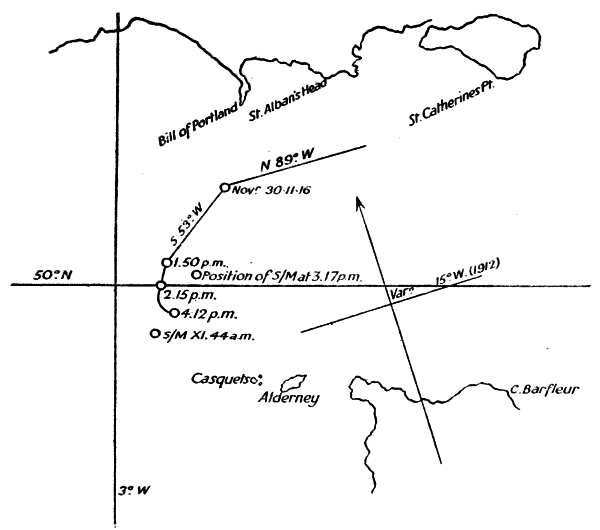 Bill of Portland
St. Alban's Head
St. Catherines Pt.
N 89° W
Novr 30·11·16
S 53° W
1.50 p.m.
Position of S/M at 3.17 p.m.
50° N
2.15 p.m.
Varn
15° W. (1912)
4.12 p.m.
S/M XI. 44 a.m.
Casquets
Alderney
C. Barfleur
3° W